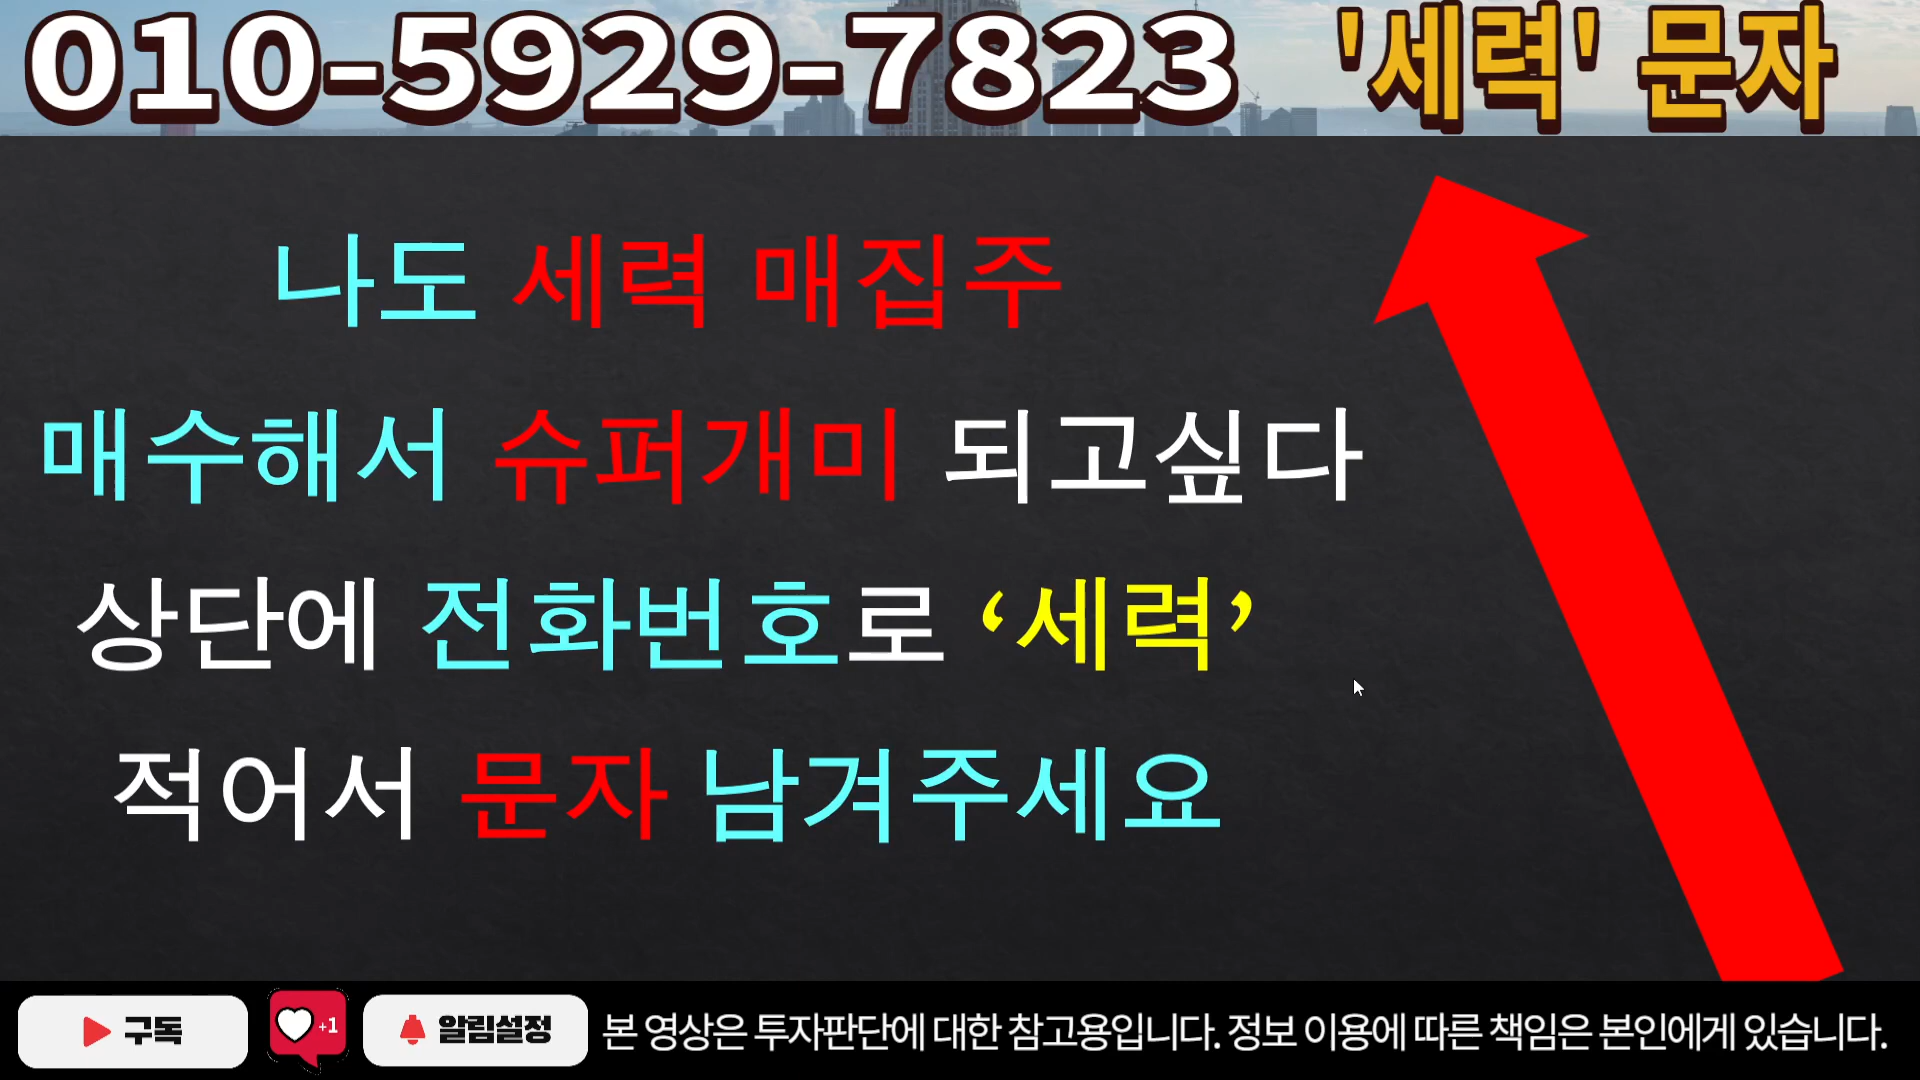 010-5929-7823 '세력' 문자
나도 세력 매집주
매수해서 슈퍼개미 되고싶다
상단에 전화번호로 ‘세력’
적어서 문자 남겨주세요
구독 +1 알림설정 본 영상은 투자판단에 대한 참고용입니다. 정보 이용에 따른 책임은 본인에게 있습니다.